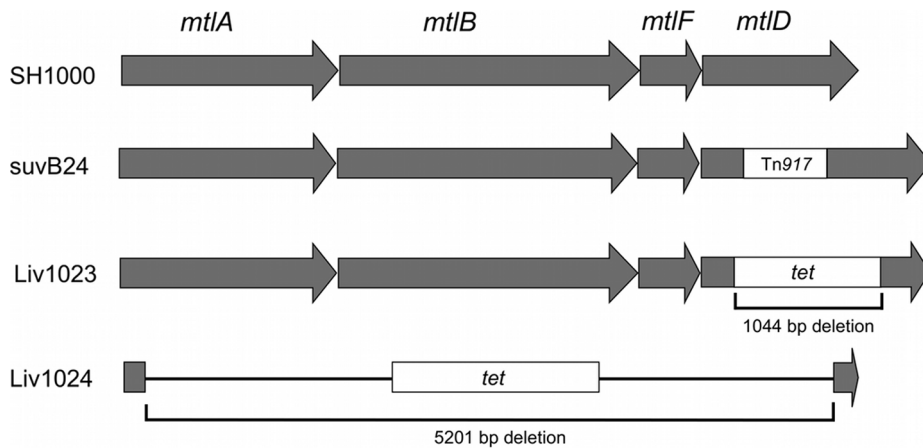 mtlA mtlB mtlF mtlD
SH1000
suvB24 Tn917
Liv1023 tet
1044 bp deletion
Liv1024 tet
5201 bp deletion